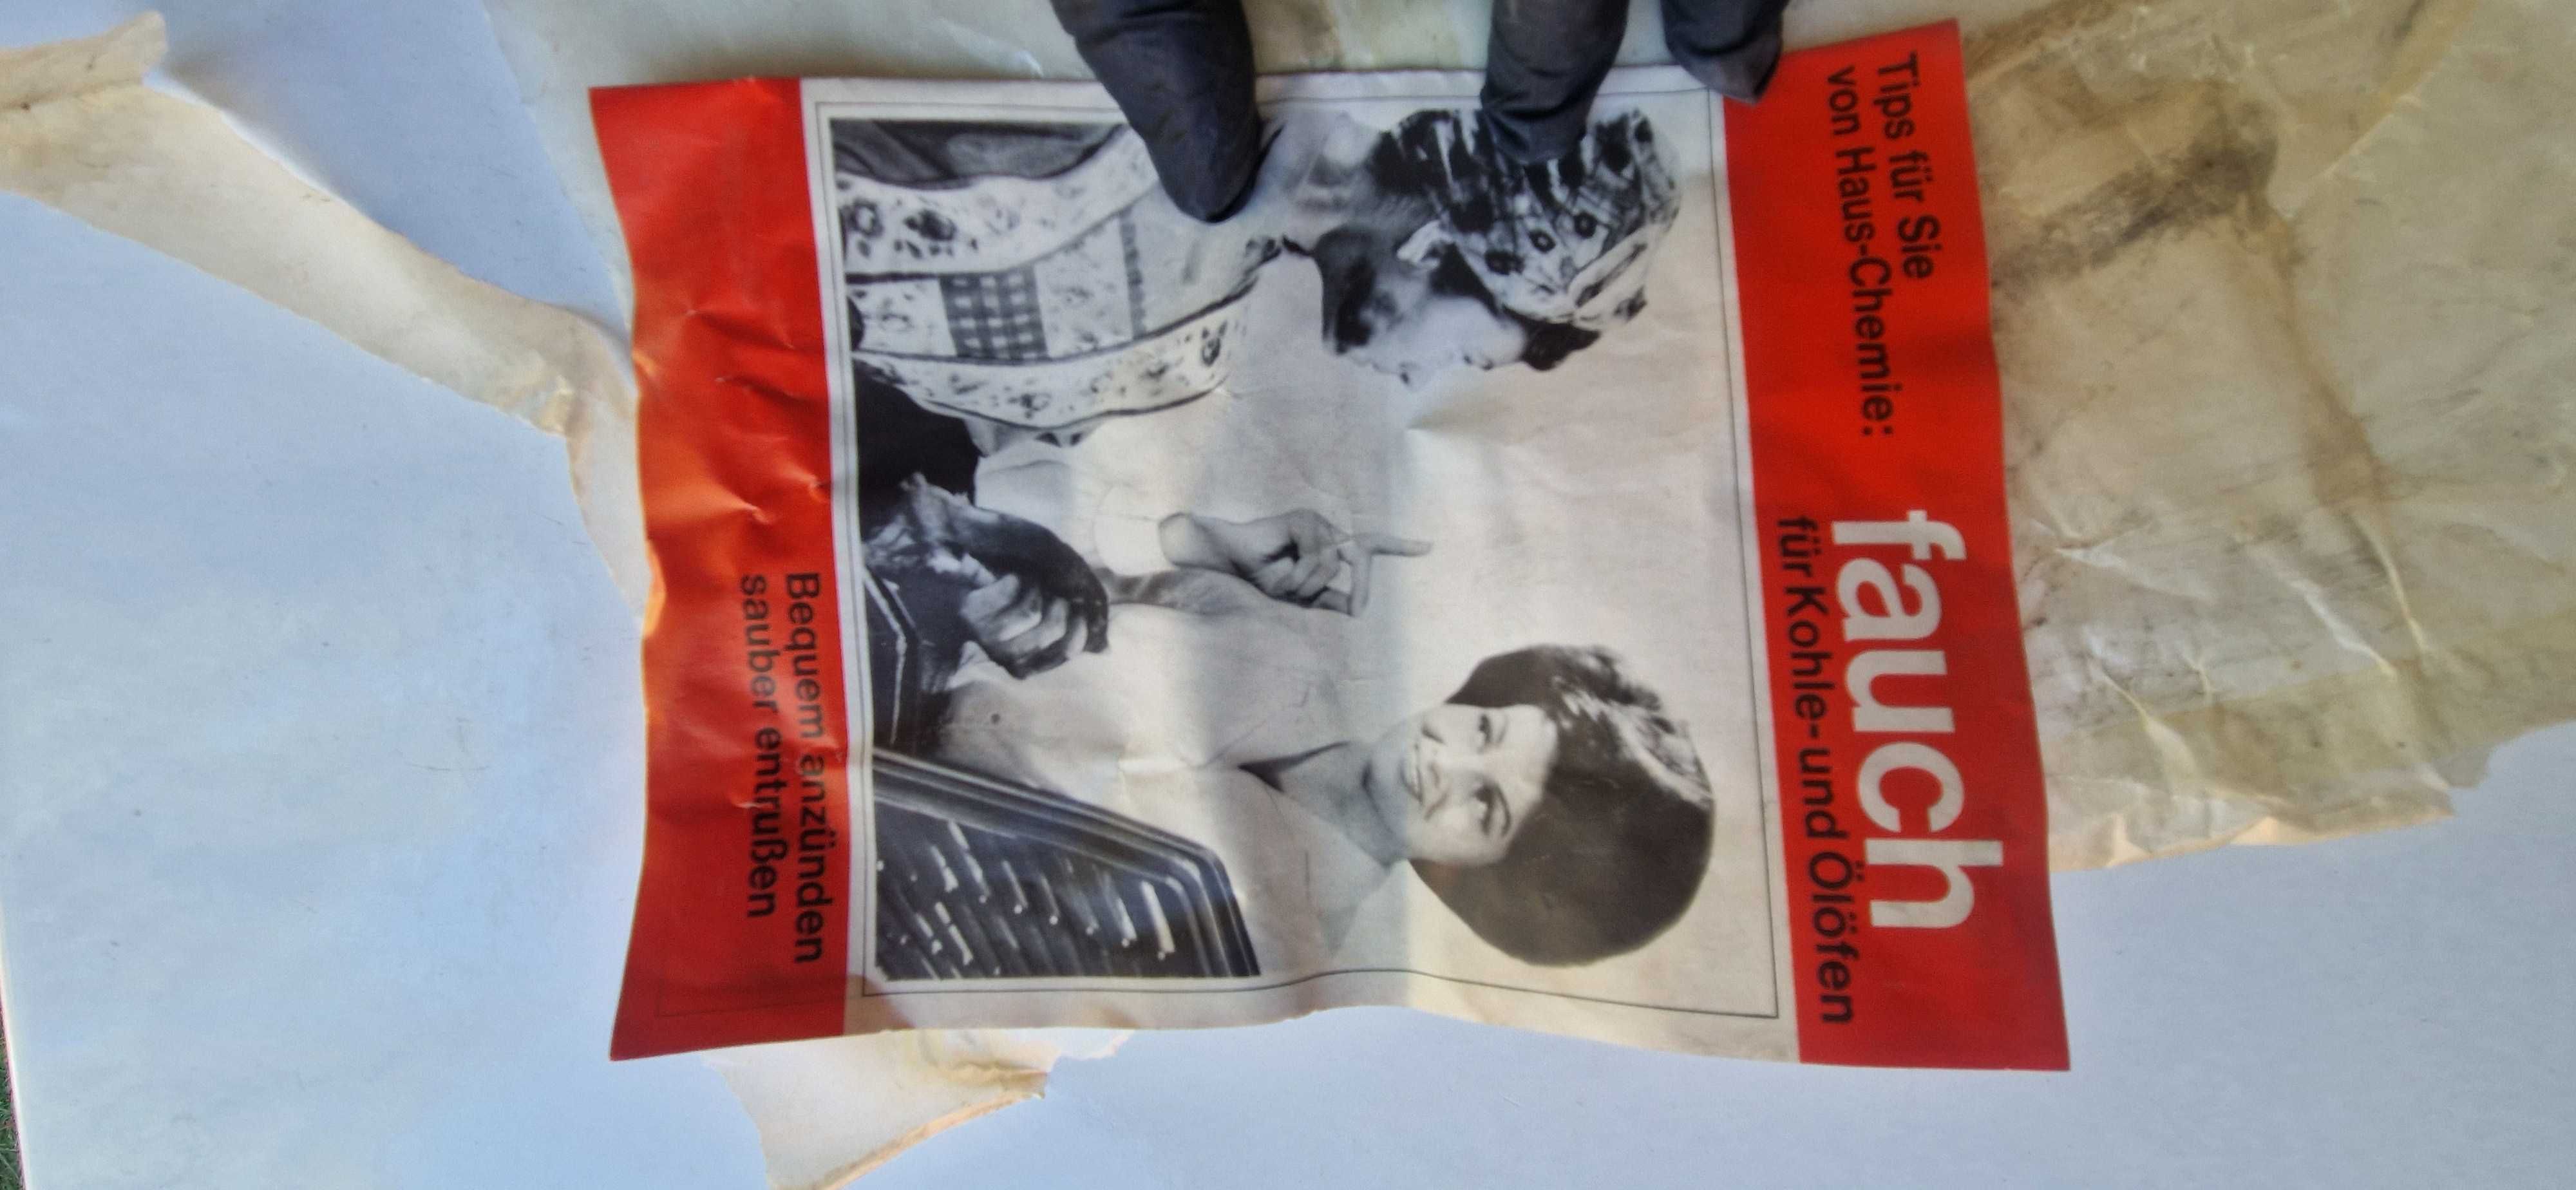 Tips für Sie
von Haus-Chemie:
fauch
für Kohle- und Ölöfen
Bequem anzünden
sauber entrußen